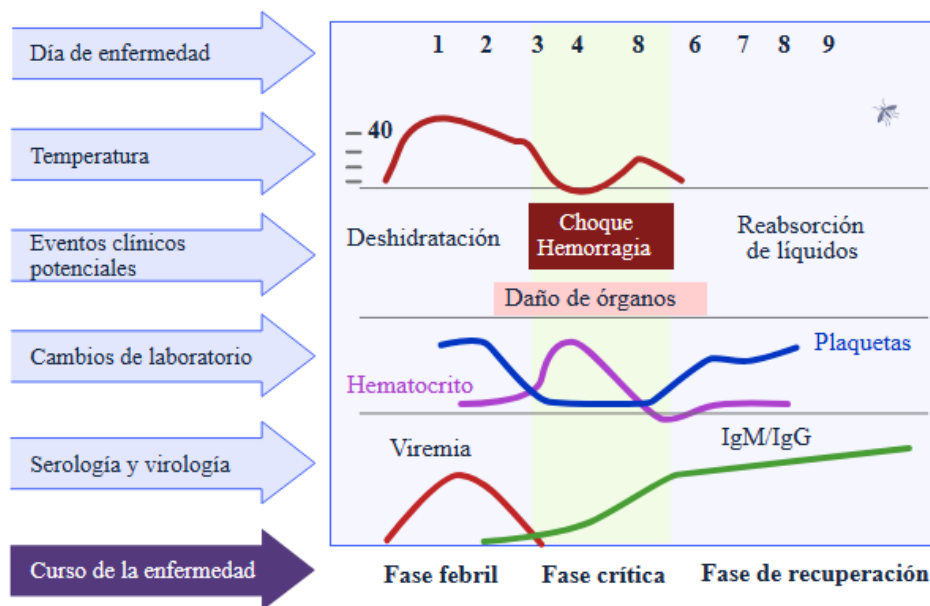 Día de enfermedad
1 2 3 4 8 6 7 8 9
Temperatura
40
Eventos clínicos
potenciales
Deshidratación
Choque
Hemorragia
Reabsorción
de líquidos
Daño de órganos
Cambios de laboratorio
Plaquetas
Hematocrito
Serología y virología
Viremia
IgM/IgG
Curso de la enfermedad
Fase febril
Fase crítica
Fase de recuperación